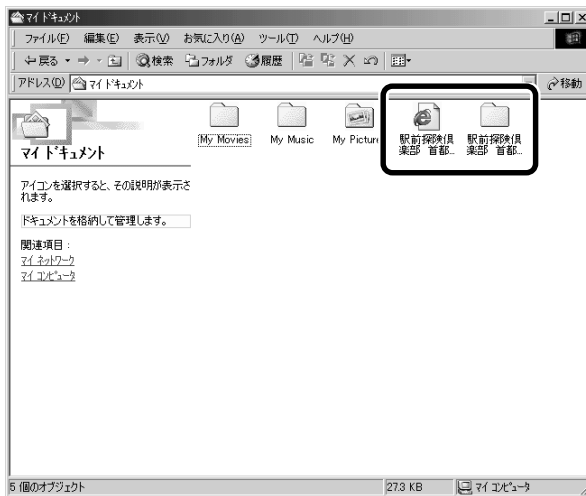 マイ ドキュメント
ファイル(F) 編集(E) 表示(V) お気に入り(A) ツール(T) ヘルプ(H)
戻る 検索 フォルダ 履歴
アドレス(D) マイ ドキュメント 移動
My Movies My Music My Pictur 駅前探険倶楽部 首都... 駅前探険倶楽部 首都...
マイ ドキュメント
アイコンを選択すると、その説明が表示さ
れます。
ドキュメントを格納して管理します。
関連項目:
マイ ネットワーク
マイ コンピュータ
5 個のオブジェクト 27.3 KB マイ コンピュータ